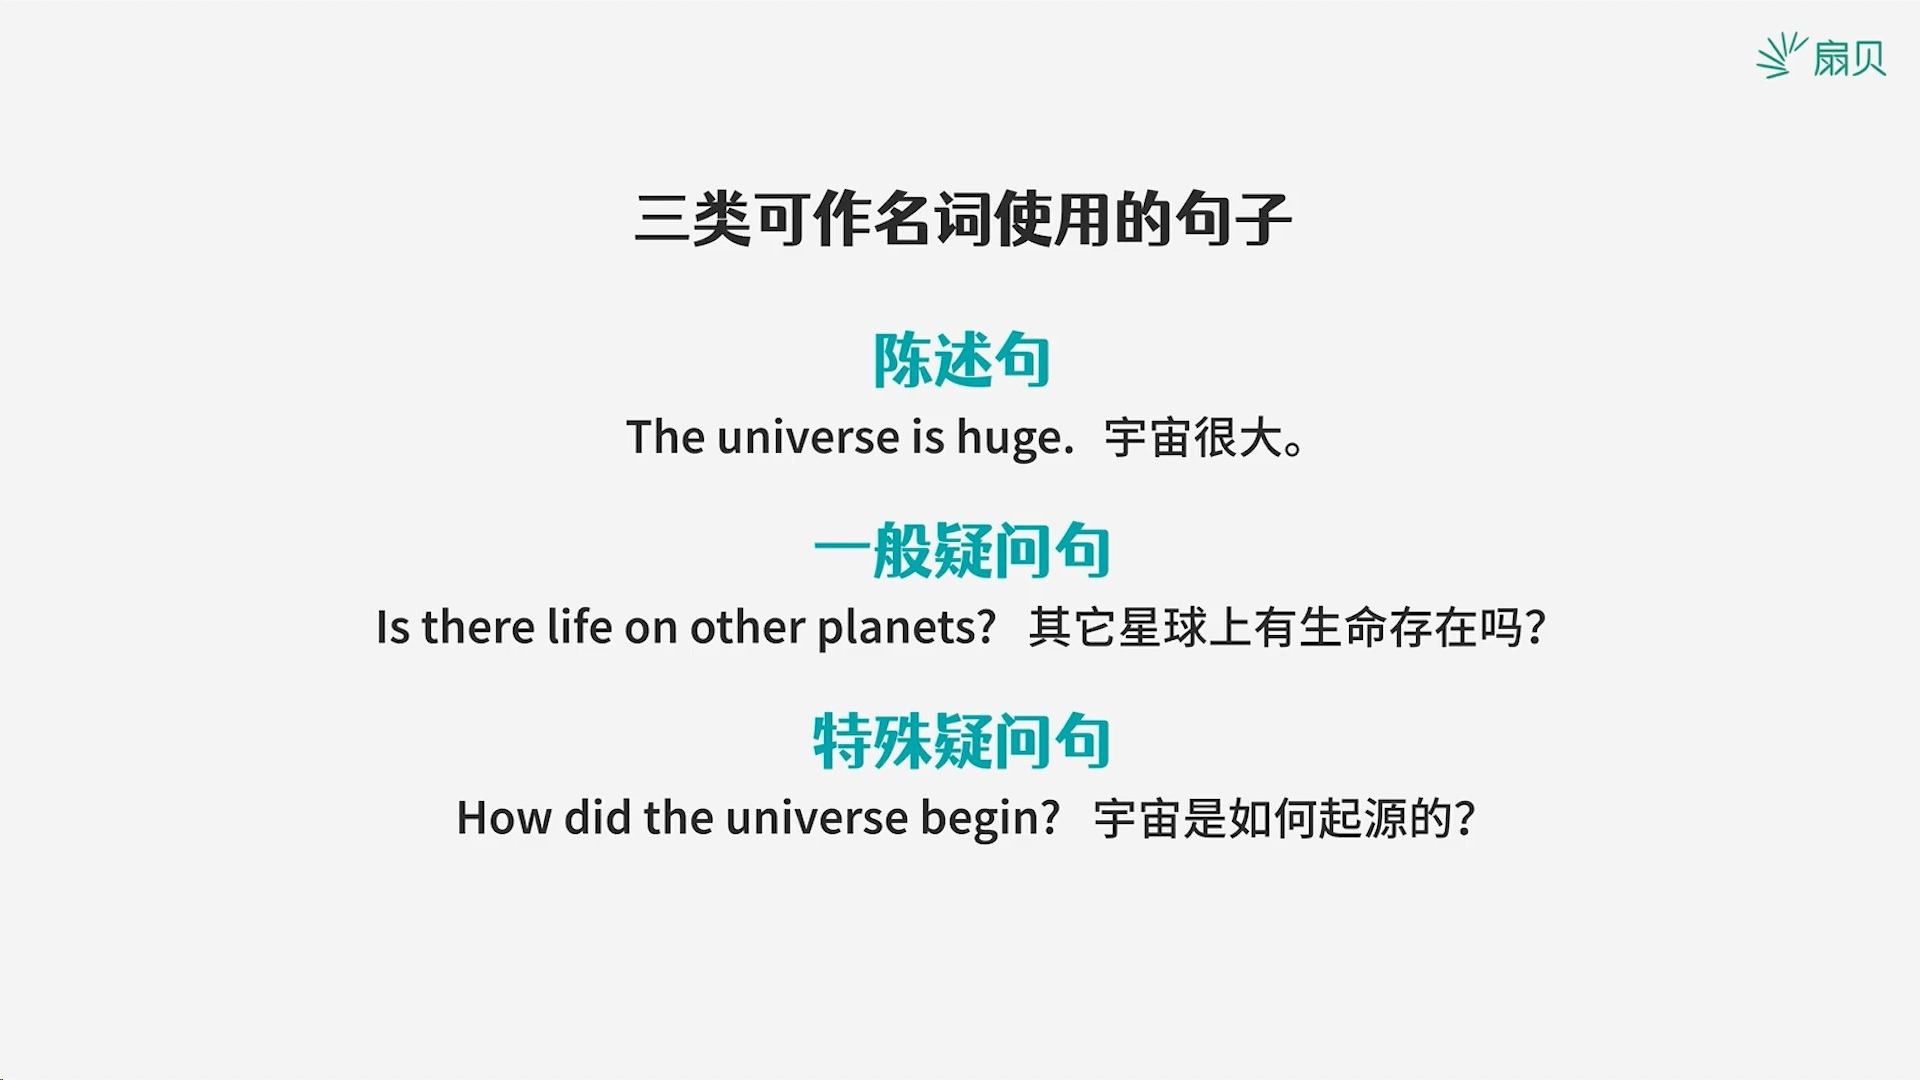 扇贝
三类可作名词使用的句子
陈述句
The universe is huge. 宇宙很大。
一般疑问句
Is there life on other planets? 其它星球上有生命存在吗?
特殊疑问句
How did the universe begin? 宇宙是如何起源的?